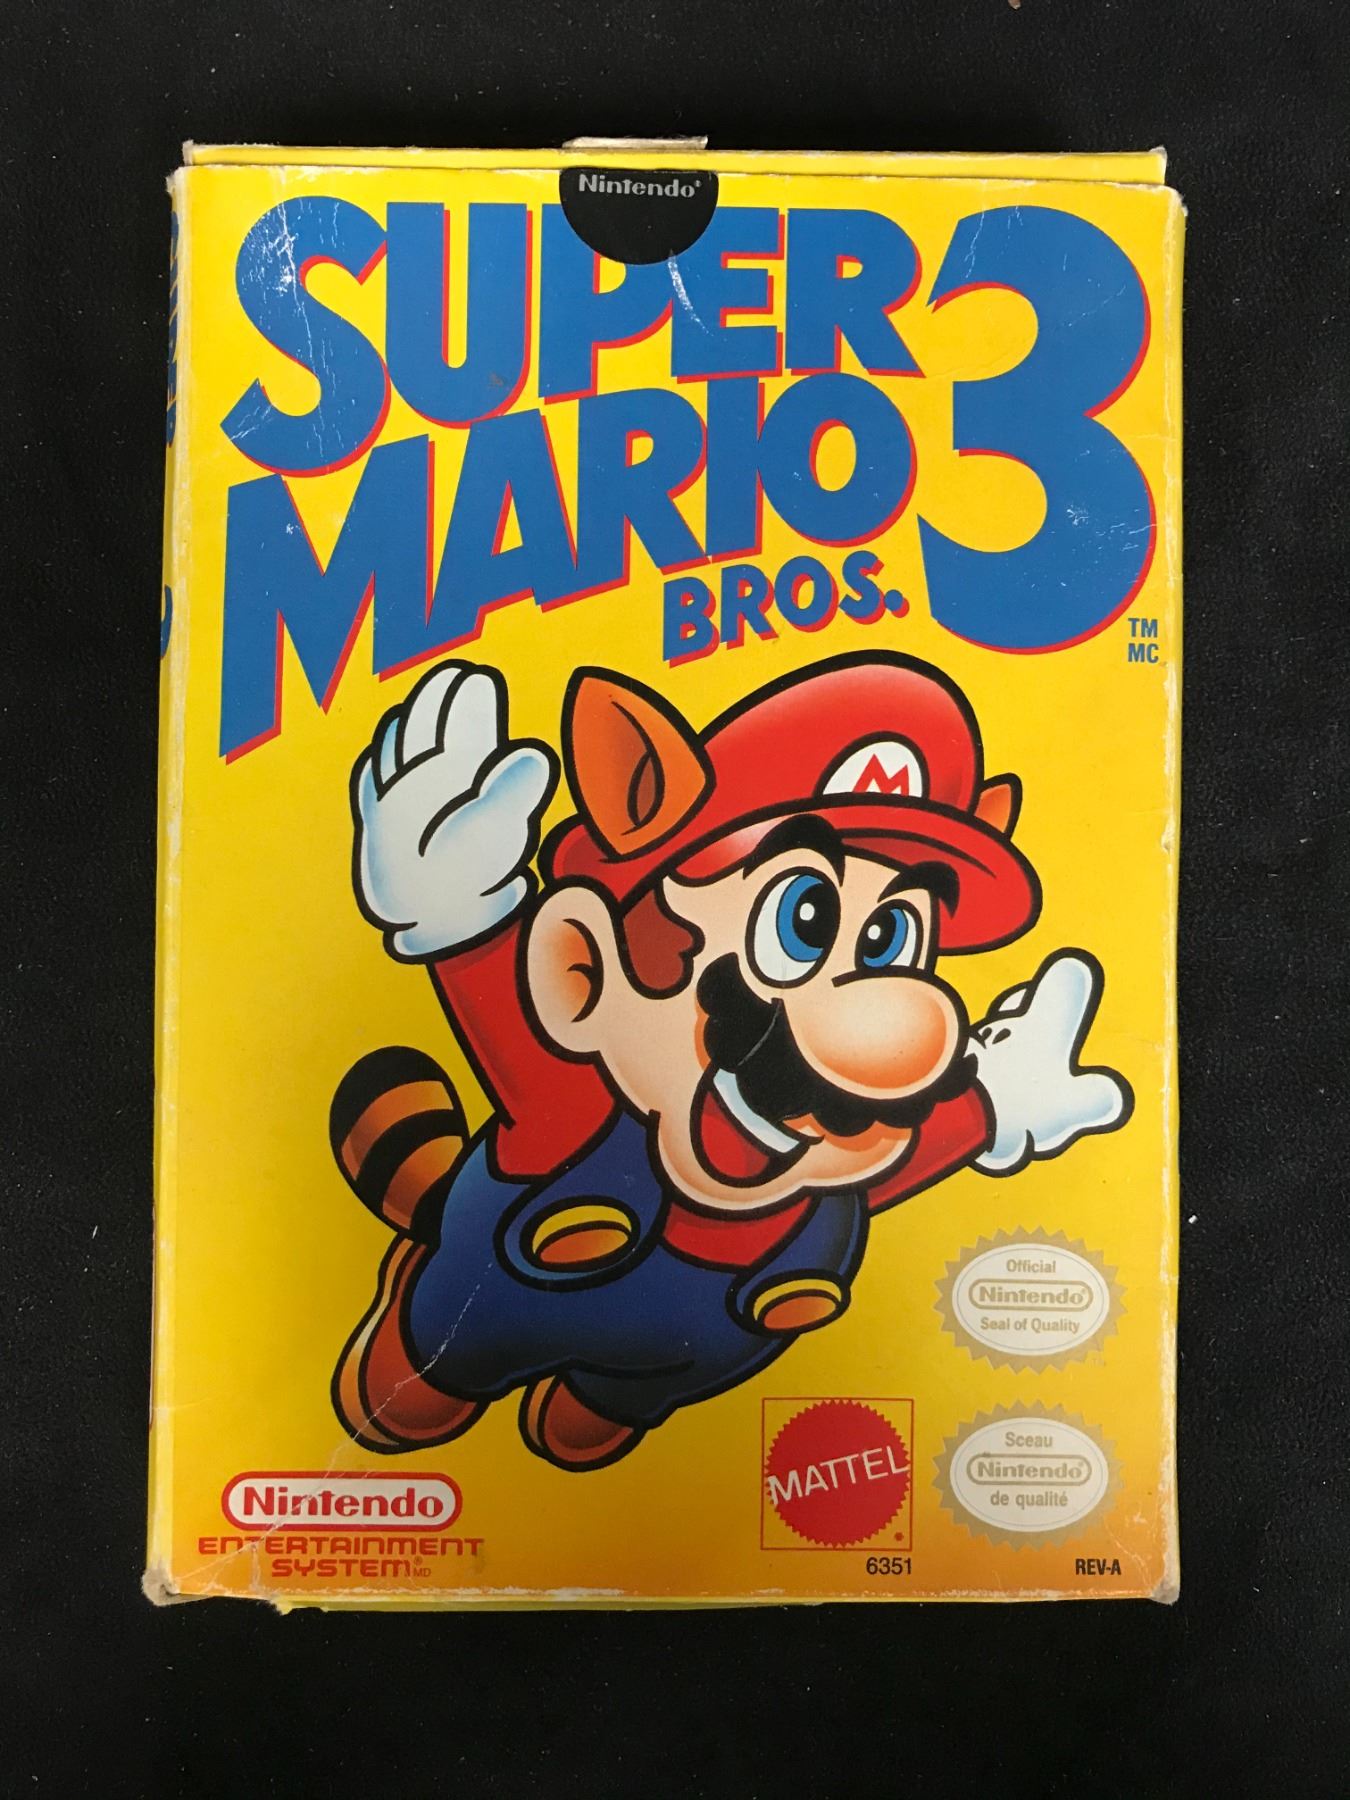 Nintendo®
SUPER
MARIO
BROS. 3
TM
MC
M
Official
Nintendo®
Seal of Quality
TM
Sceau
Nintendo®
de qualité
Nintendo
ENTERTAINMENT
SYSTEM® MD
MATTEL
6351
REV-A